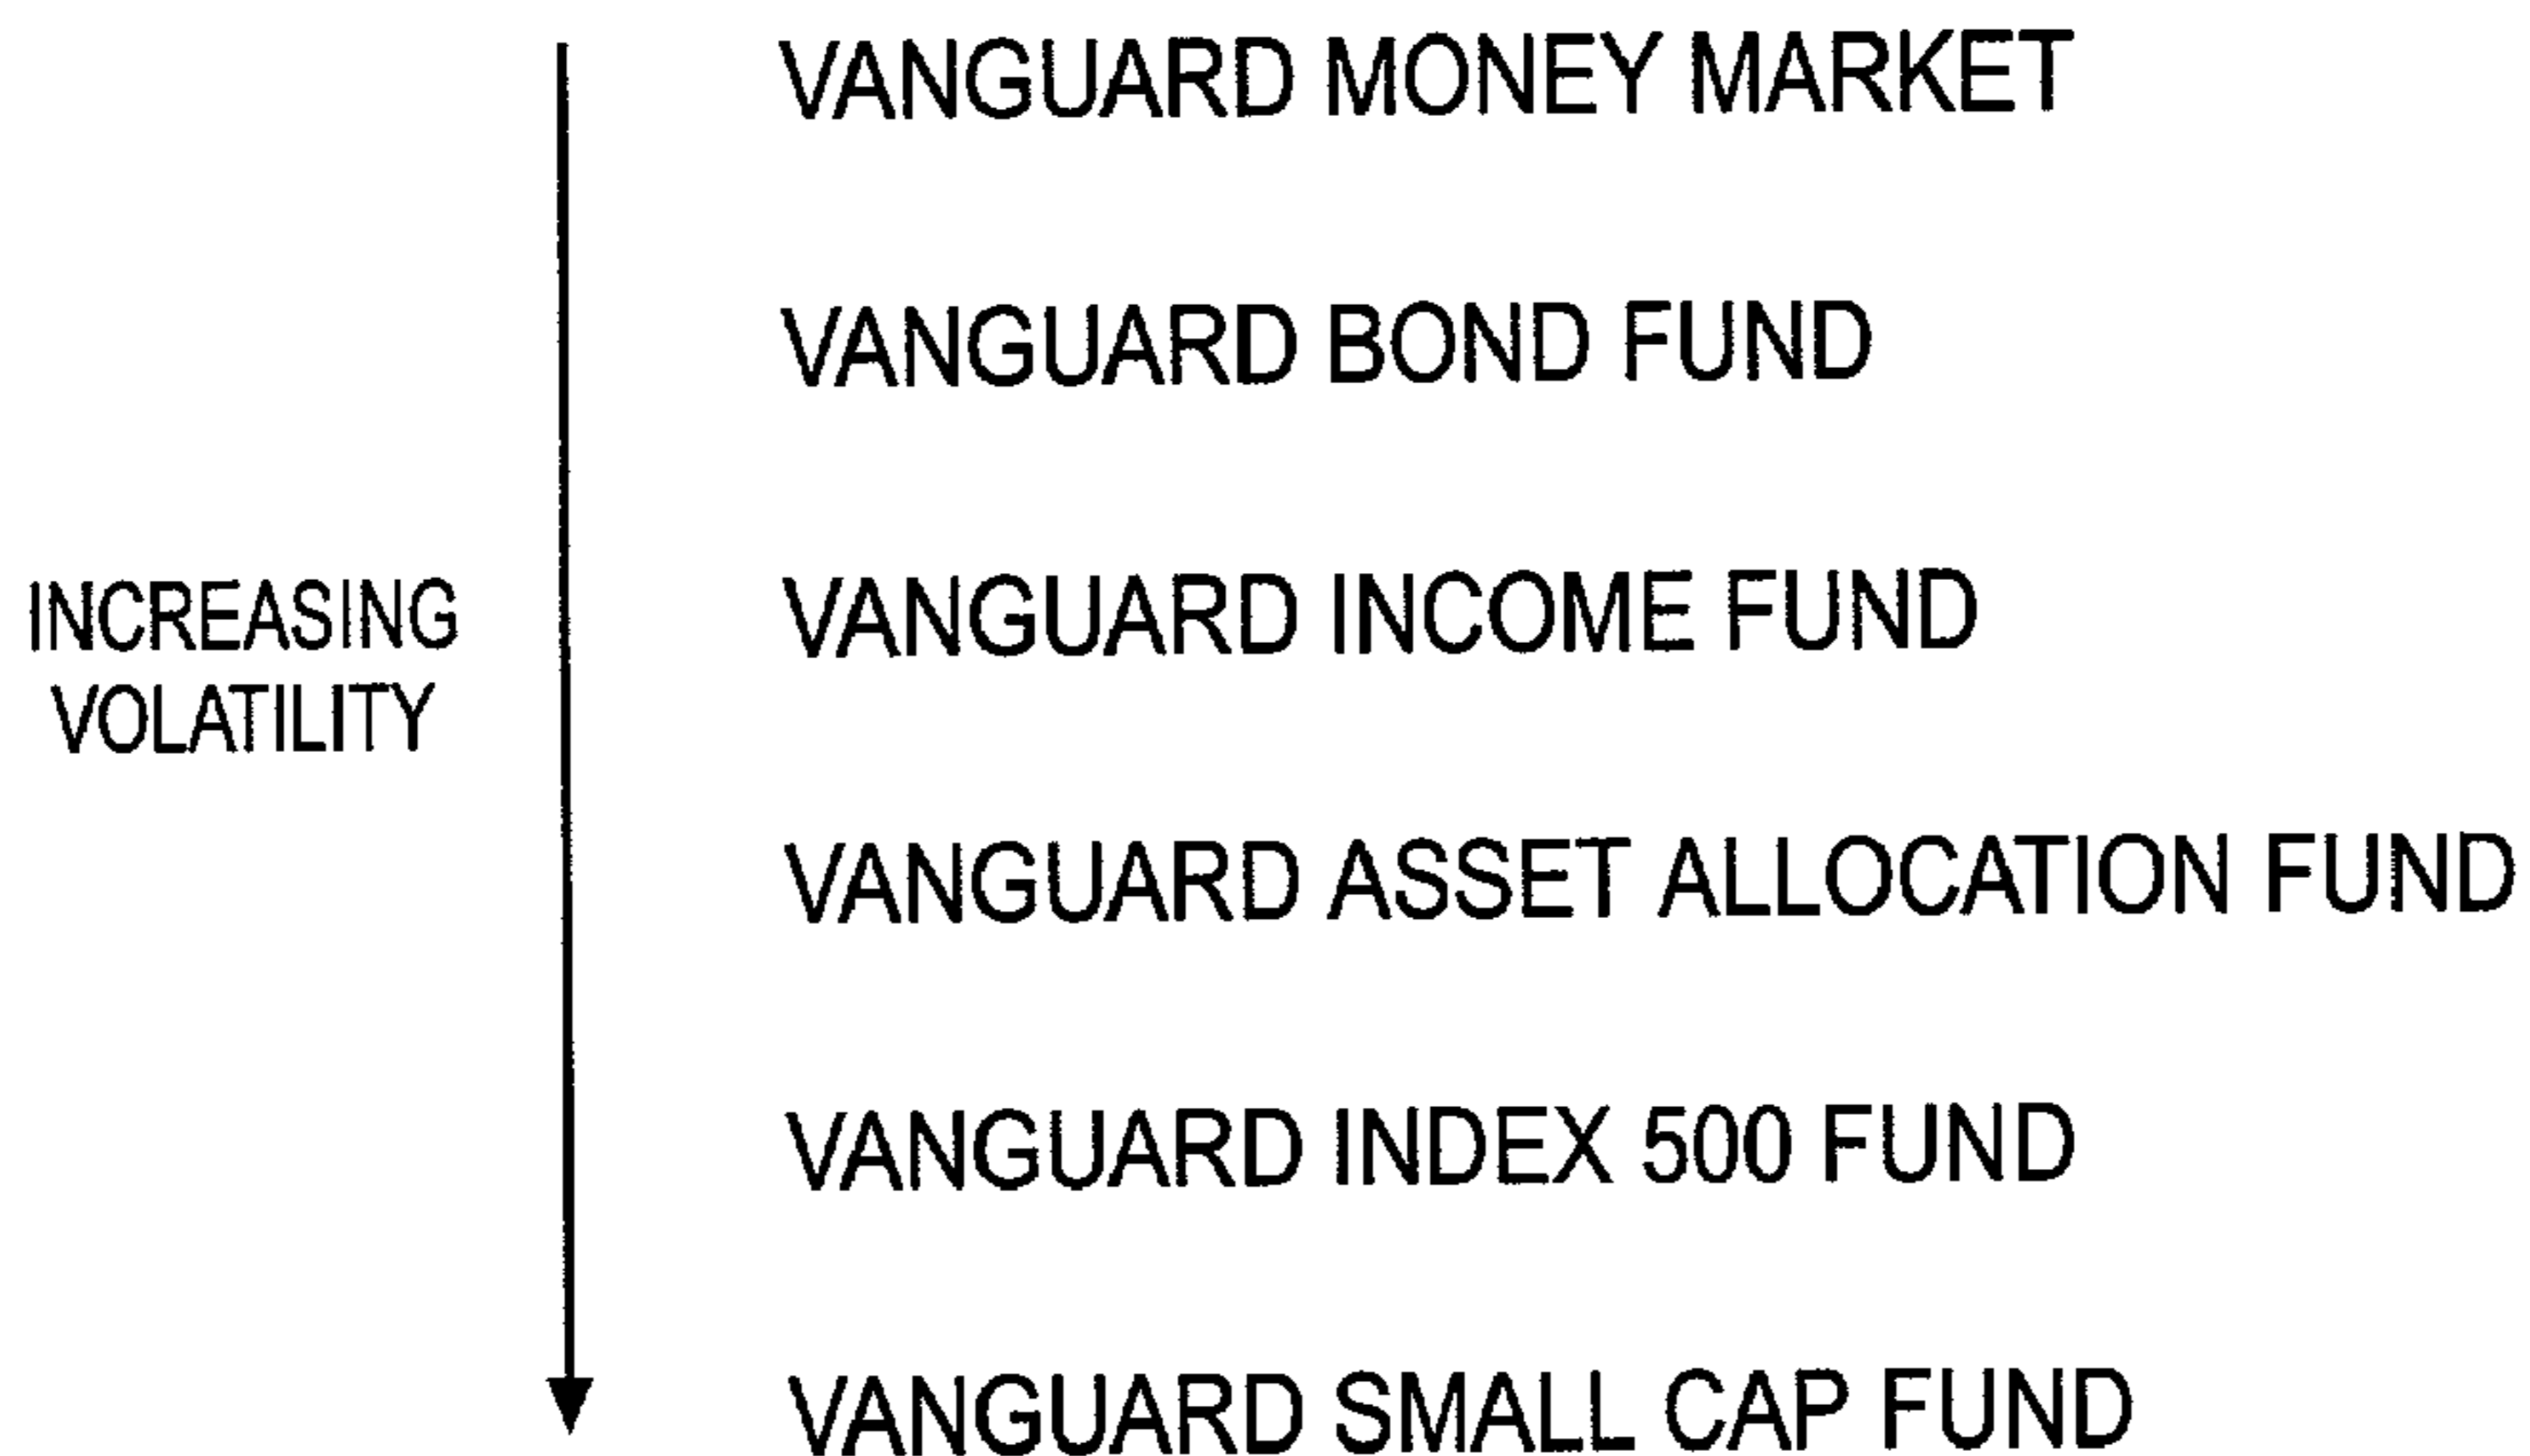 VANGUARD MONEY MARKET
VANGUARD BOND FUND
VANGUARD INCOME FUND
INCREASING
VOLATILITY
VANGUARD ASSET ALLOCATION FUND
VANGUARD INDEX 500 FUND
VANGUARD SMALL CAP FUND